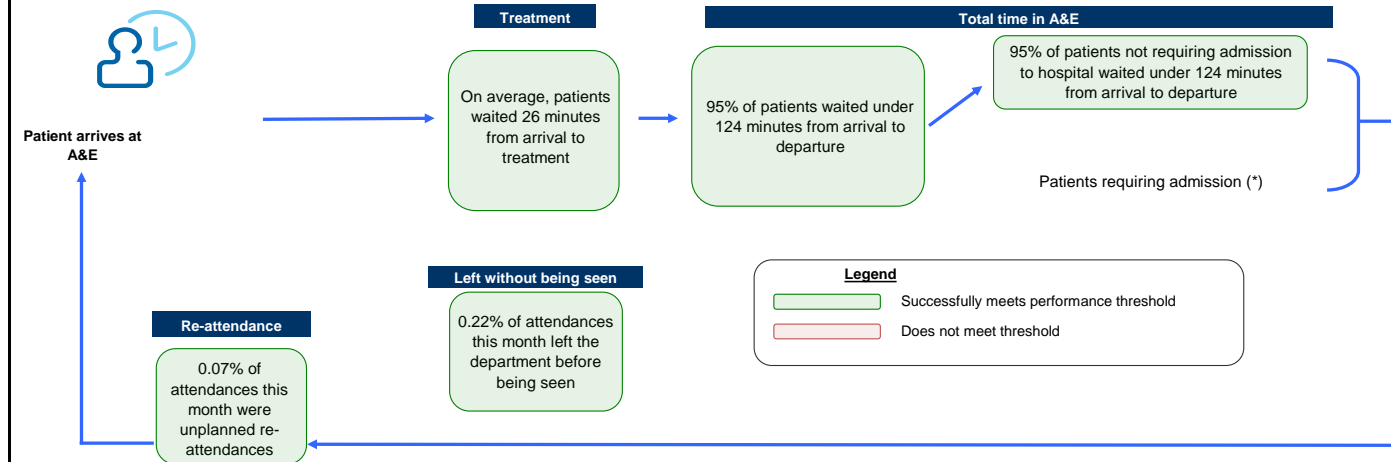 Treatment
Total time in A&E
Patient arrives at
A&E
On average, patients
waited 26 minutes
from arrival to
treatment
95% of patients waited under
124 minutes from arrival to
departure
95% of patients not requiring admission
to hospital waited under 124 minutes
from arrival to departure
Patients requiring admission (*)
Left without being seen
0.22% of attendances
this month left the
department before
being seen
Legend
Successfully meets performance threshold
Does not meet threshold
Re-attendance
0.07% of
attendances this
month were
unplanned re-
attendances